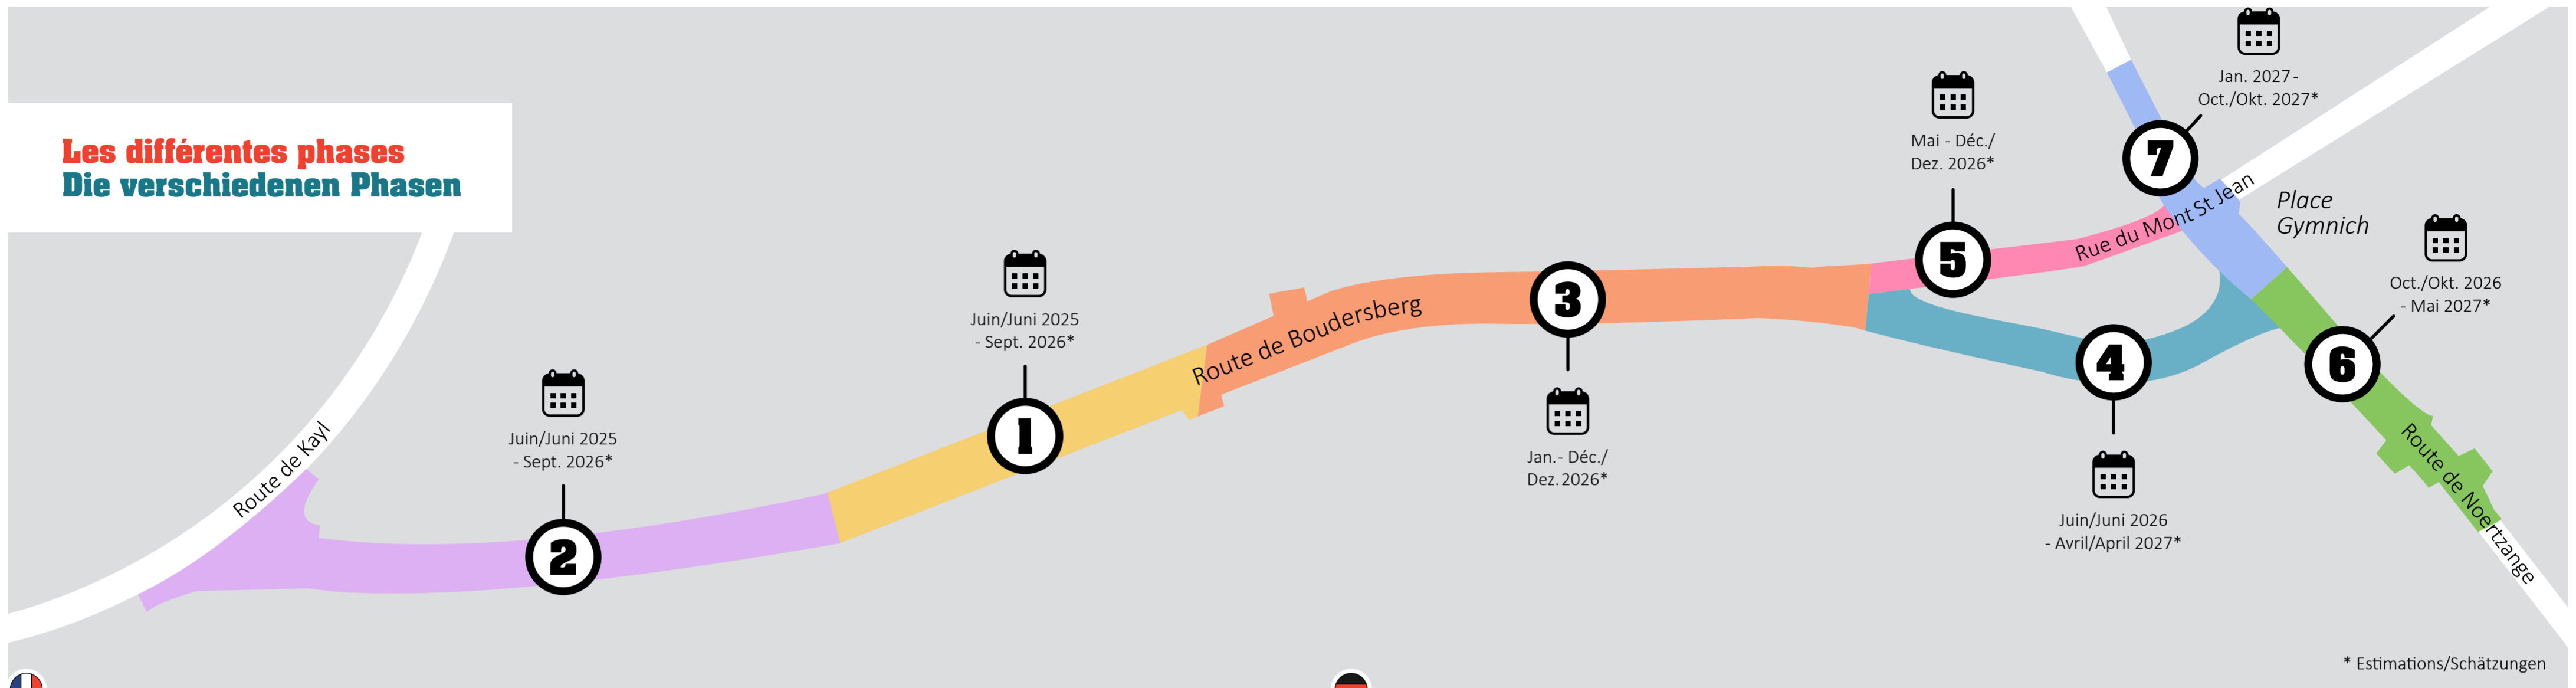 Les différentes phases
Die verschiedenen Phasen
Route de Kayl
Juin/Juni 2025
- Sept. 2026*
2
Juin/Juni 2025
- Sept. 2026*
1
Route de Boudersberg
3
Jan.- Déc./
Dez. 2026*
Mai - Déc./
Dez. 2026*
5
Rue du Mont St Jean
4
Juin/Juni 2026
- Avril/April 2027*
Jan. 2027 -
Oct./Okt. 2027*
7
Place
Gymnich
Oct./Okt. 2026
- Mai 2027*
6
Route de Noertzange
* Estimations/Schätzungen